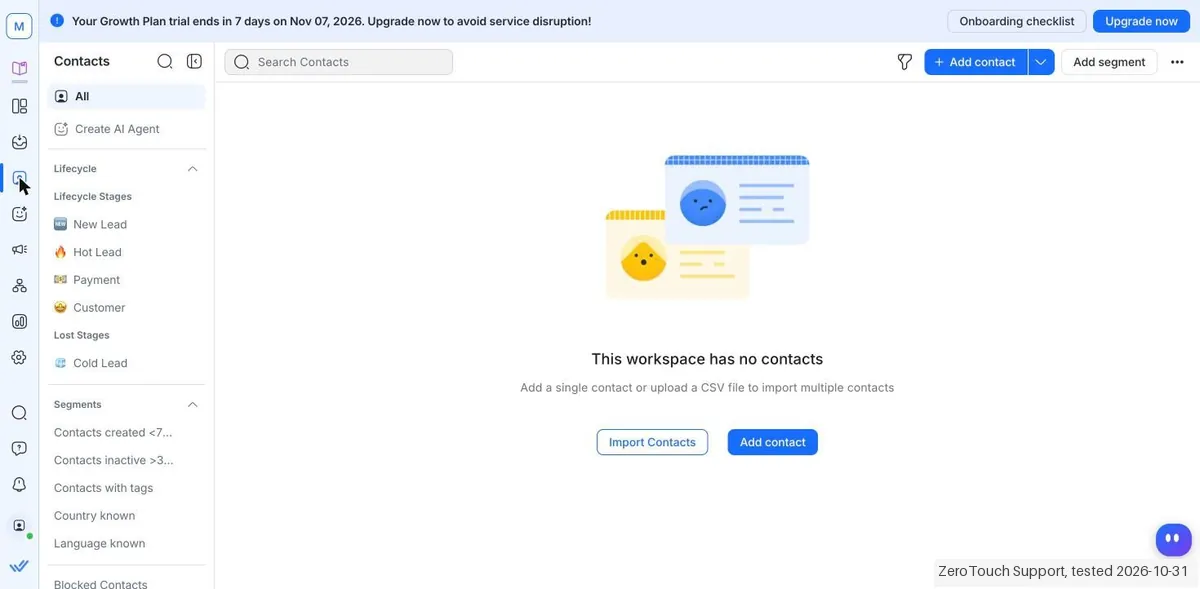 M
Your Growth Plan trial ends in 7 days on Nov 07, 2026. Upgrade now to avoid service disruption!
Onboarding checklist
Upgrade now
Contacts
Search Contacts
+ Add contact
Add segment
All
Create AI Agent
Lifecycle
Lifecycle Stages
NEW
New Lead
Hot Lead
Payment
Customer
Lost Stages
Cold Lead
Segments
Contacts created <7...
Contacts inactive >3...
Contacts with tags
Country known
Language known
Blocked Contacts
This workspace has no contacts
Add a single contact or upload a CSV file to import multiple contacts
Import Contacts
Add contact
ZeroTouch Support, tested 2026-10-31